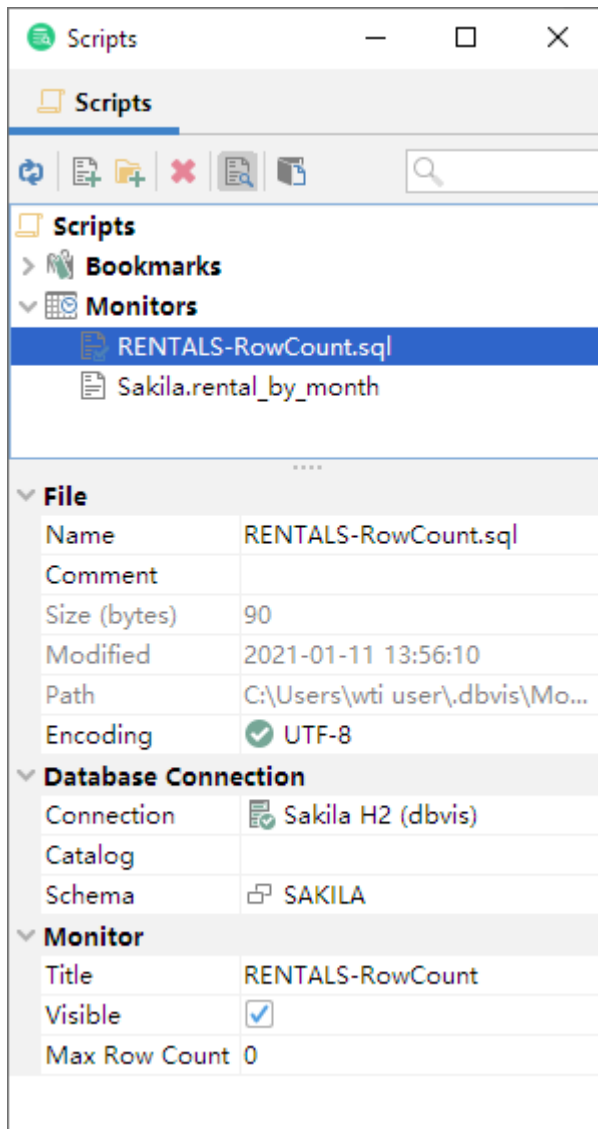 Scripts
Scripts
Scripts
Bookmarks
Monitors
RENTALS-RowCount.sql
Sakila.rental_by_month
File
Name RENTALS-RowCount.sql
Comment
Size (bytes) 90
Modified 2021-01-11 13:56:10
Path C:\Users\wti user\.dbvis\Mo...
Encoding UTF-8
Database Connection
Connection Sakila H2 (dbvis)
Catalog
Schema SAKILA
Monitor
Title RENTALS-RowCount
Visible
Max Row Count 0